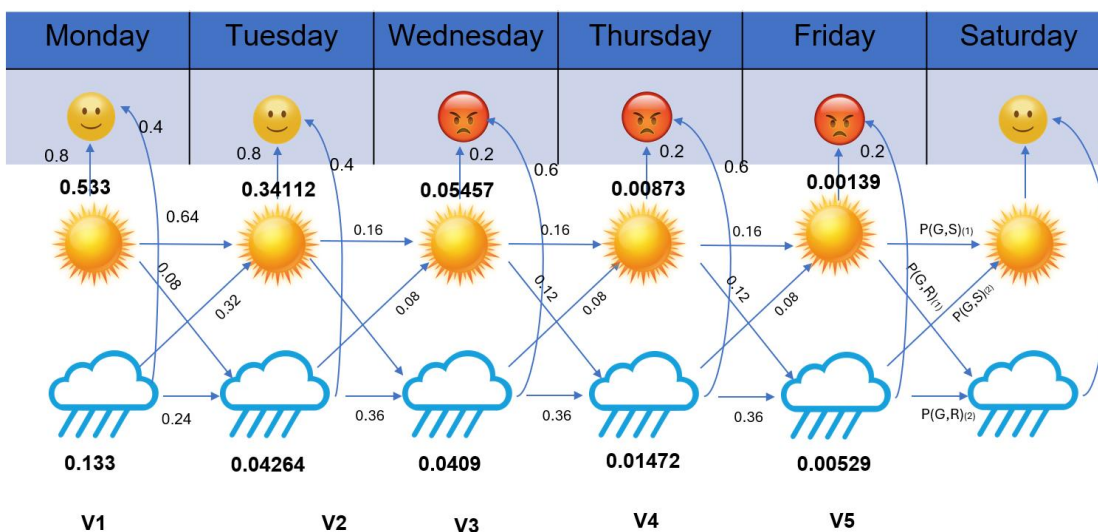 Monday Tuesday Wednesday Thursday Friday Saturday
0.4
0.8 0.8 0.4 0.2 0.6 0.2 0.6 0.2
0.533 0.34112 0.05457 0.00873 0.00139
0.64 0.16 0.16 0.16 P(G,S)(1)
0.08 0.32 0.08 0.12 0.08 0.12 0.08 P(G,R)(1) P(G,S)(2)
0.24 0.36 0.36 0.36 P(G,R)(2)
0.133 0.04264 0.0409 0.01472 0.00529
V1 V2 V3 V4 V5